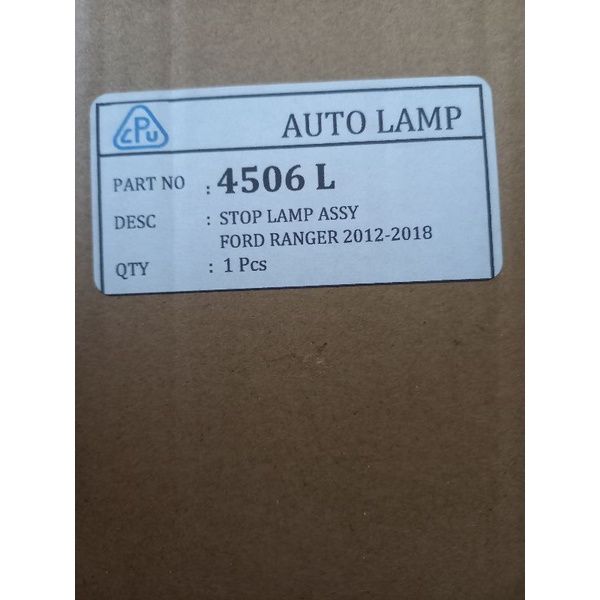 CPU
AUTO LAMP
PART NO : 4506 L
DESC : STOP LAMP ASSY
FORD RANGER 2012-2018
QTY : 1 Pcs